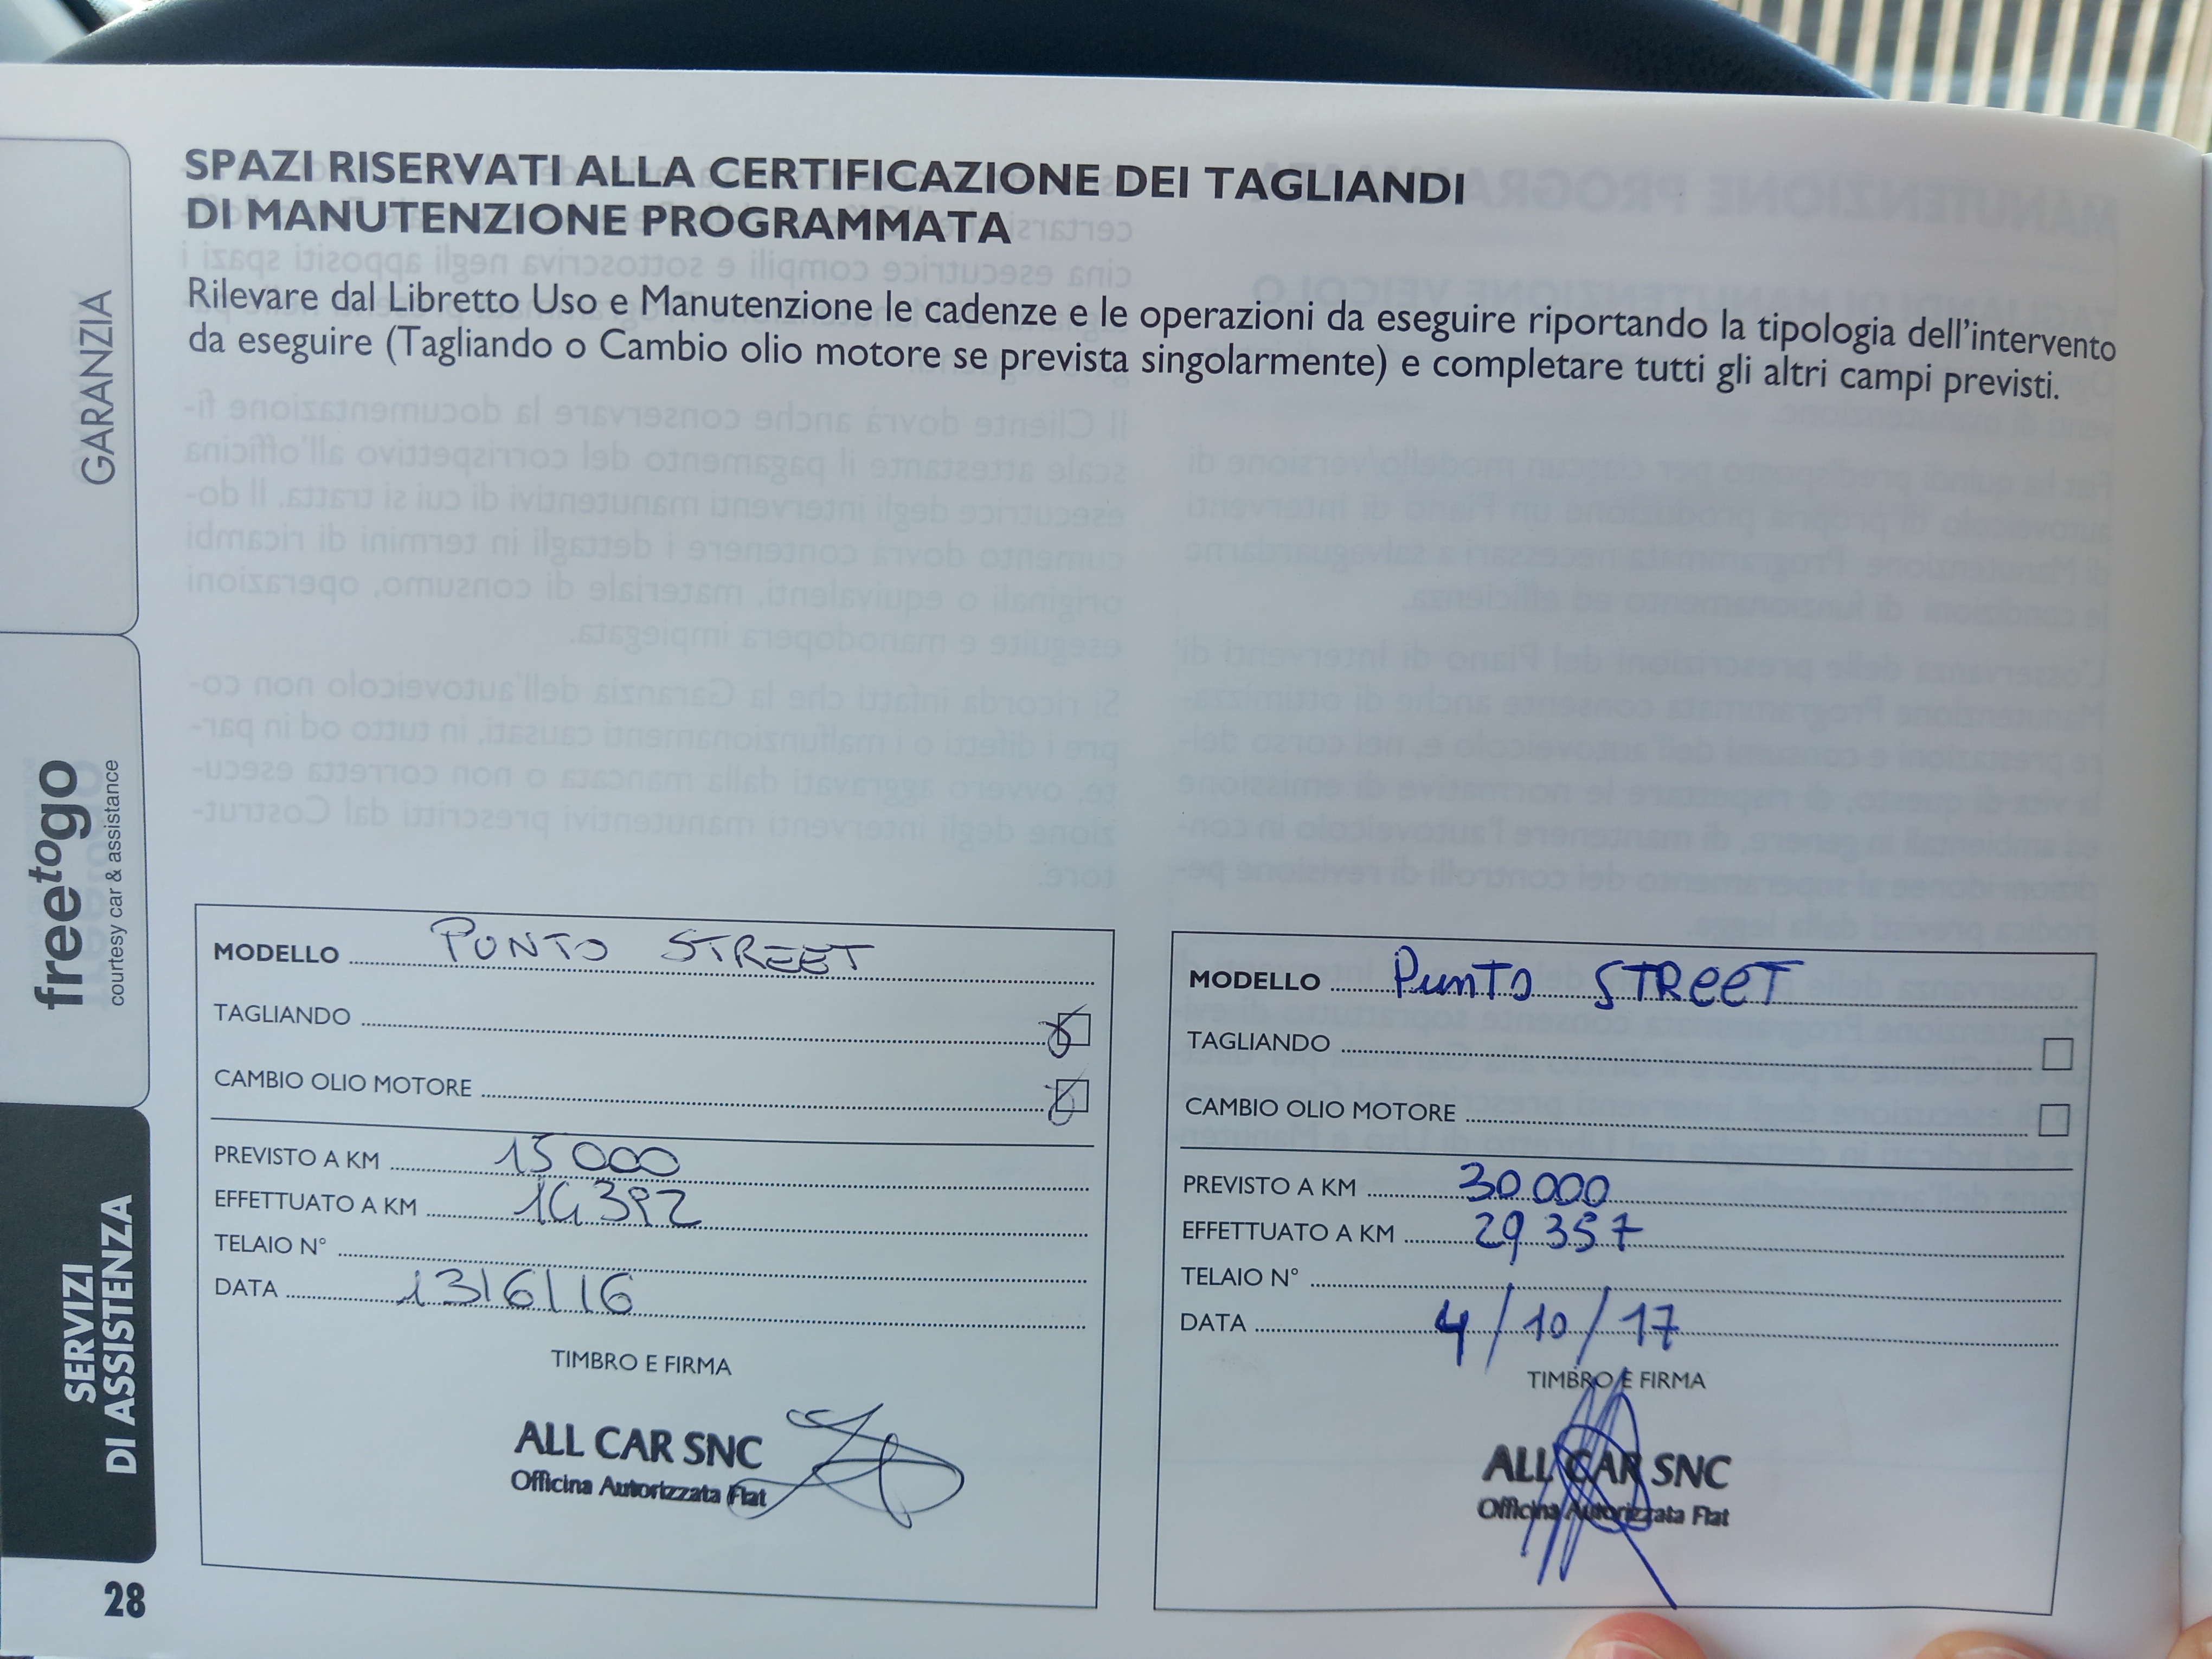 SPAZI RISERVATI ALLA CERTIFICAZIONE DEI TAGLIANDI
DI MANUTENZIONE PROGRAMMATA
Rilevare dal Libretto Uso e Manutenzione le cadenze e le operazioni da eseguire riportando la tipologia dell'intervento
da eseguire (Tagliando o Cambio olio motore se prevista singolarmente) e completare tutti gli altri campi previsti.
GARANZIA
freetogo
courtesy car & assistance
SERVIZI
DI ASSISTENZA
28
MODELLO PUNTO STREET
TAGLIANDO
CAMBIO OLIO MOTORE
PREVISTO A KM 15000
EFFETTUATO A KM
TELAIO N°
DATA 13/6/16
TIMBRO E FIRMA
ALL CAR SNC
Officina Autorizzata Fiat
MODELLO Punto STREET
TAGLIANDO
CAMBIO OLIO MOTORE
PREVISTO A KM 30000
EFFETTUATO A KM 29357
TELAIO N°
DATA 4/10/17
TIMBRO E FIRMA
ALL CAR SNC
Officina Autorizzata Fiat